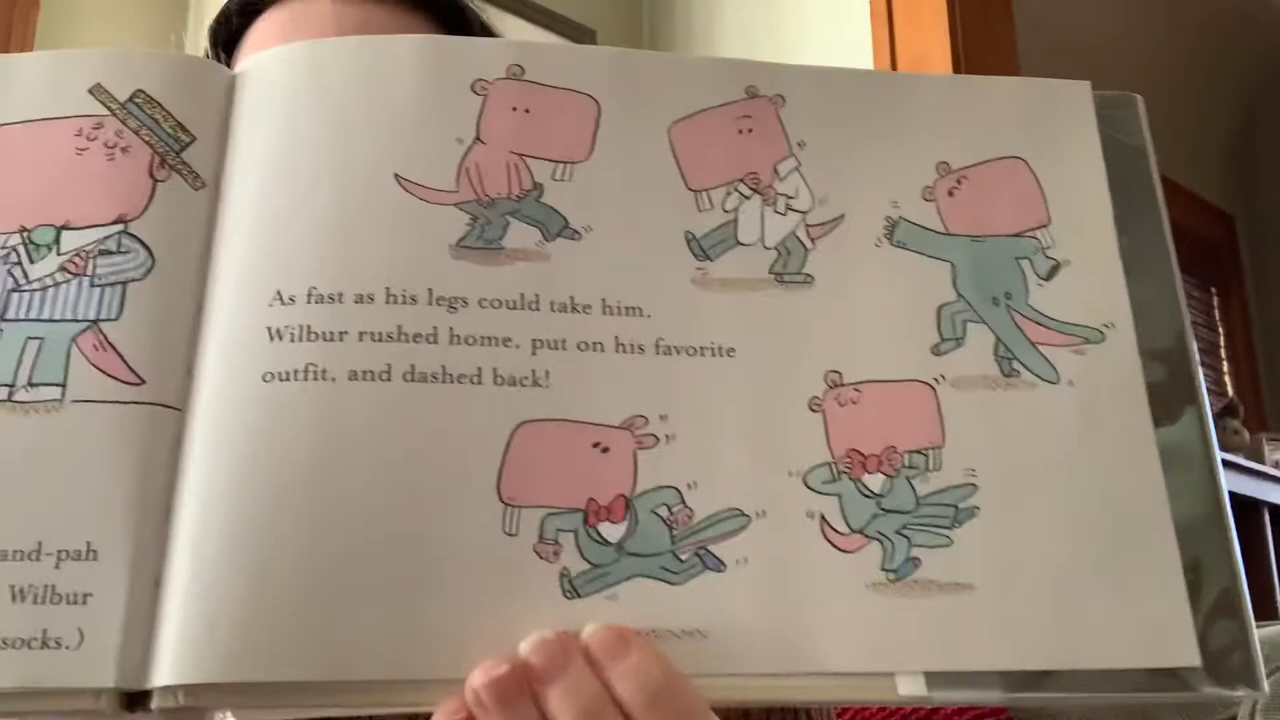 and-pah
Wilbur
socks.)
As fast as his legs could take him.
Wilbur rushed home, put on his favorite
outfit, and dashed back!